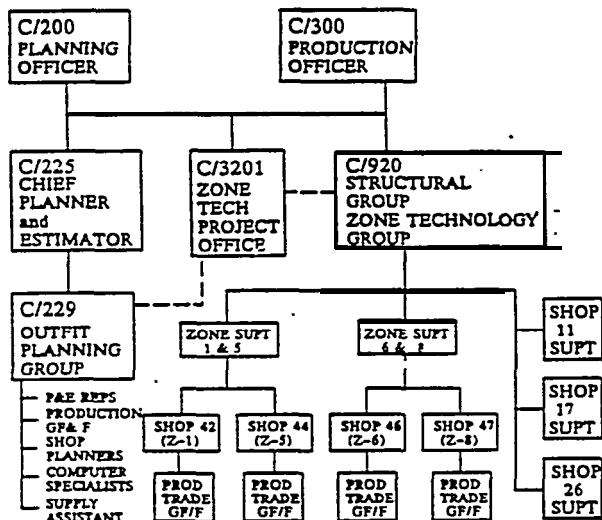 C/200
PLANNING
OFFICER
C/300
PRODUCTION
OFFICER
C/225
CHIEF
PLANNER
and
ESTIMATOR
C/3201
ZONE
TECH
PROJECT
OFFICE
C/920
STRUCTURAL
GROUP
ZONE TECHNOLOGY
GROUP
C/229
OUTFIT
PLANNING
GROUP
P&E REPS
PRODUCTION
GF& F
SHOP
PLANNERS
COMPUTER
SPECIALISTS
SUPPLY
ASSISTANT
ZONE SUPT
1 & 5
ZONE SUPT
6 &
SHOP 42
(Z-1)
SHOP 44
(Z-5)
SHOP 46
(Z-6)
SHOP 47
(Z-8)
PROD
TRADE
GF/F
PROD
TRADE
GF/F
PROD
TRADE
GF/F
PROD
TRADE
GF/F
SHOP
11
SUPT
SHOP
17
SUPT
SHOP
26
SUPT